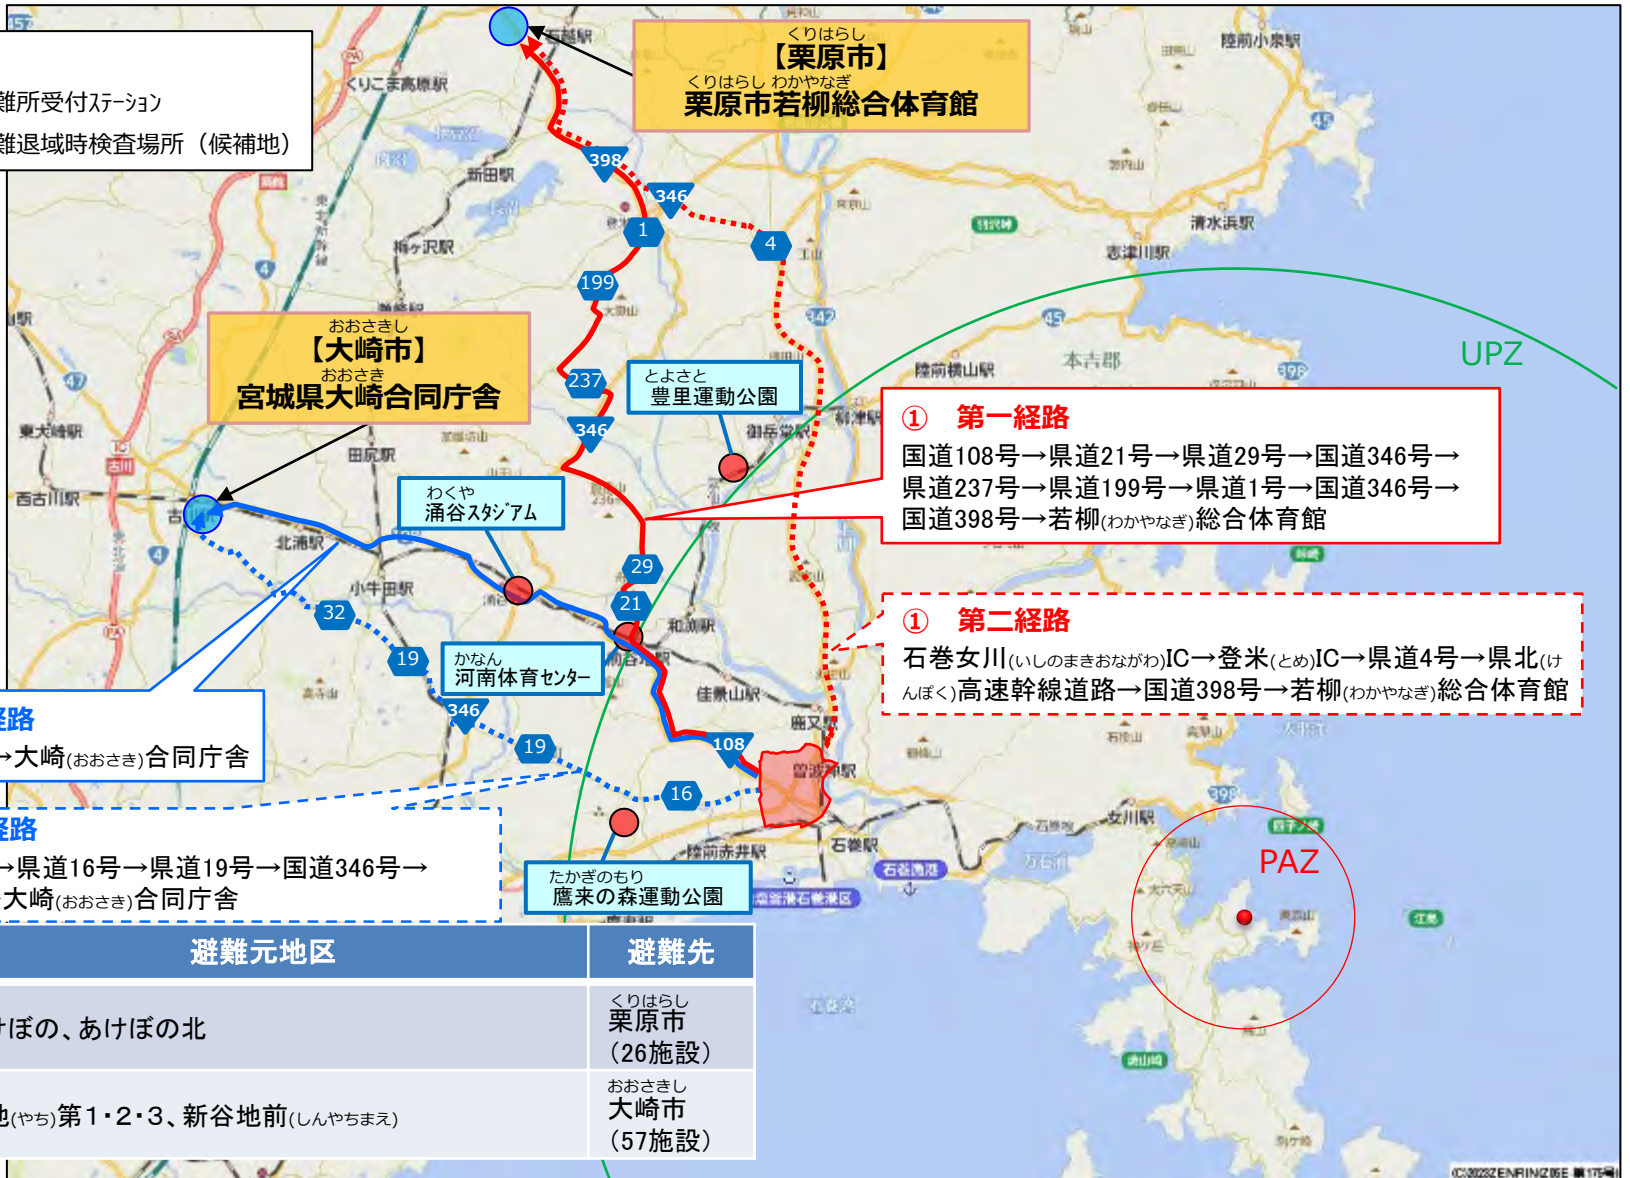 難所受付ステーション
難退域時検査場所（候補地）
くりはらし
【栗原市】
くりはらし わかやなぎ
栗原市若柳総合体育館
陸前小泉駅
石越駅
くりこま高原駅
新田駅
梅ヶ沢駅
清水浜駅
志津川駅
398
346
1
4
199
342
45
本吉郡
陸前横山駅
398
UPZ
おおさきし
【大崎市】
おおさき
宮城県大崎合同庁舎
237
346
とよさと
豊里運動公園
御岳堂駅
柳津駅
東大崎駅
古川
田尻駅
西古川駅
北浦駅
小牛田駅
わくや
涌谷スタジアム
① 第一経路
国道108号→県道21号→県道29号→国道346号→
県道237号→県道199号→県道1号→国道346号→
国道398号→若柳(わかやなぎ)総合体育館
29
21
和渕駅
32
19
かなん
河南体育センター
佳景山駅
鹿又駅
① 第二経路
石巻女川(いしのまきおながわ)IC→登米(とめ)IC→県道4号→県北(け
んぽく)高速幹線道路→国道398号→若柳(わかやなぎ)総合体育館
経路
→大崎(おおさき)合同庁舎
346
19
108
16
曽波神駅
経路
→県道16号→県道19号→国道346号→
大崎(おおさき)合同庁舎
陸前赤井駅
石巻駅
女川駅
石巻漁港
398
PAZ
たかぎのもり
鷹来の森運動公園
江島
避難元地区
避難先
けぼの、あけぼの北
くりはらし
栗原市
（26施設）
地(やち)第1・2・3、新谷地前(しんやちまえ)
おおさきし
大崎市
（57施設）